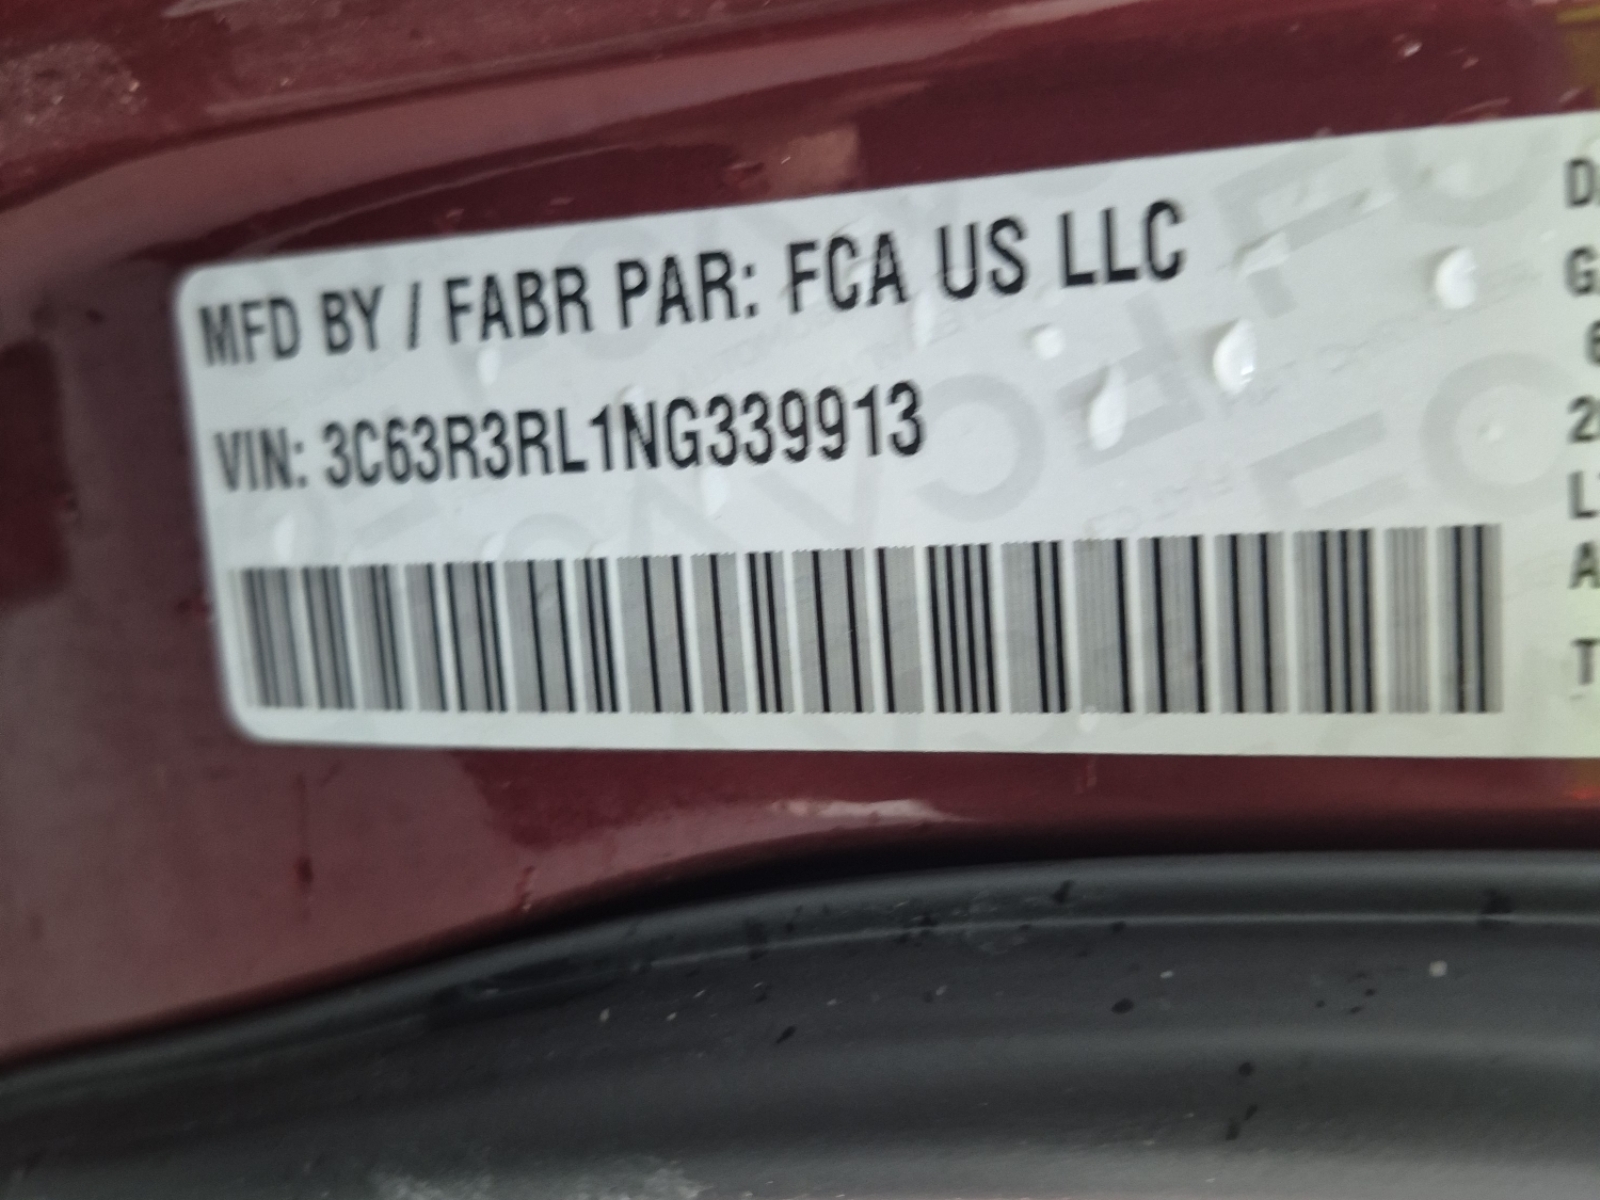 MFD BY / FABR PAR: FCA US LLC
VIN: 3C63R3RL1NG339913